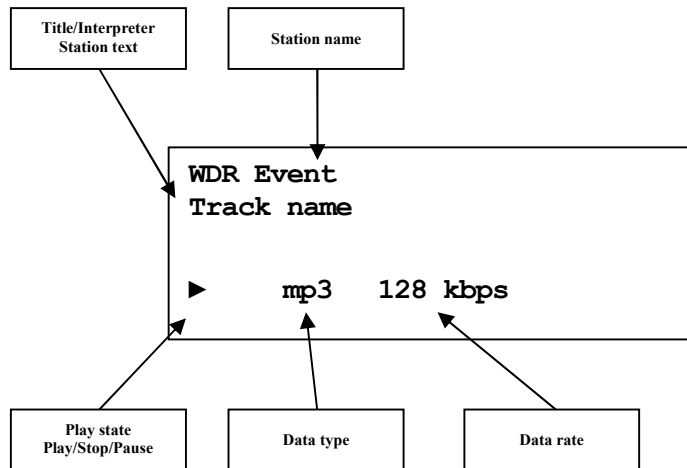 Title/Interpreter
Station text
Station name
WDR Event
Track name
► mp3 128 kbps
Play state
Play/Stop/Pause
Data type
Data rate